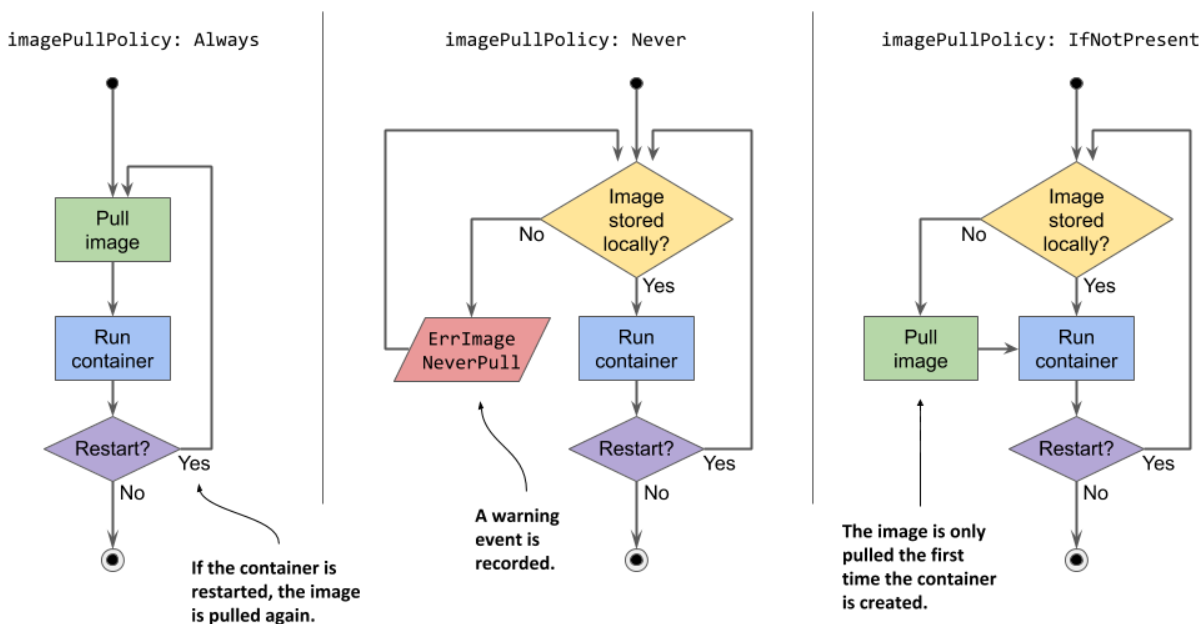 imagePullPolicy: Always
Pull
image
Run
container
Restart?
Yes
No
If the container is
restarted, the image
is pulled again.
imagePullPolicy: Never
Image
stored
locally?
No
Yes
ErrImage
NeverPull
Run
container
Restart?
Yes
No
A warning
event is
recorded.
imagePullPolicy: IfNotPresent
Image
stored
locally?
No
Yes
Pull
image
Run
container
Restart?
Yes
No
The image is only
pulled the first
time the container
is created.